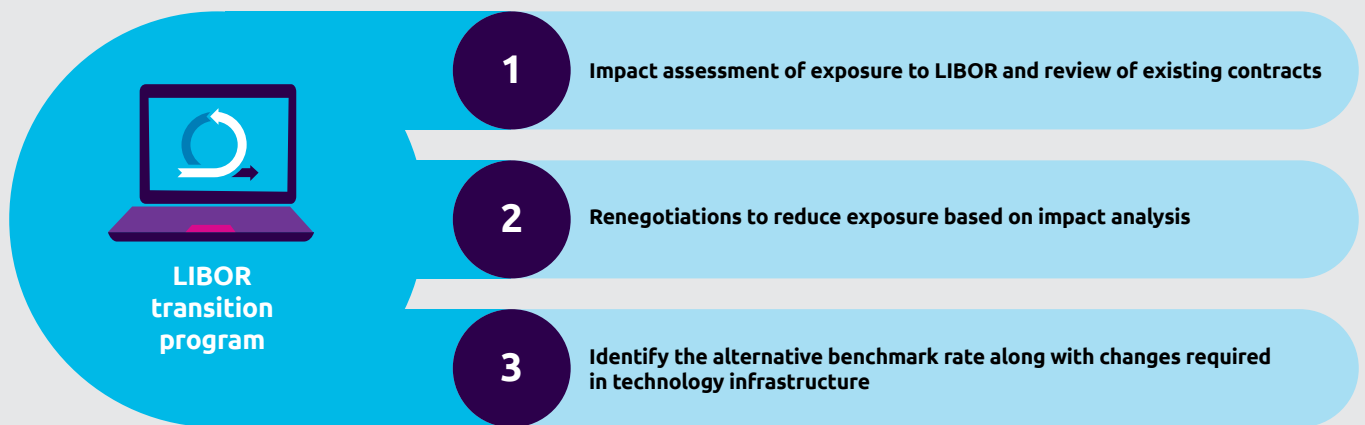 LIBOR
transition
program
1
Impact assessment of exposure to LIBOR and review of existing contracts
2
Renegotiations to reduce exposure based on impact analysis
3
Identify the alternative benchmark rate along with changes required
in technology infrastructure